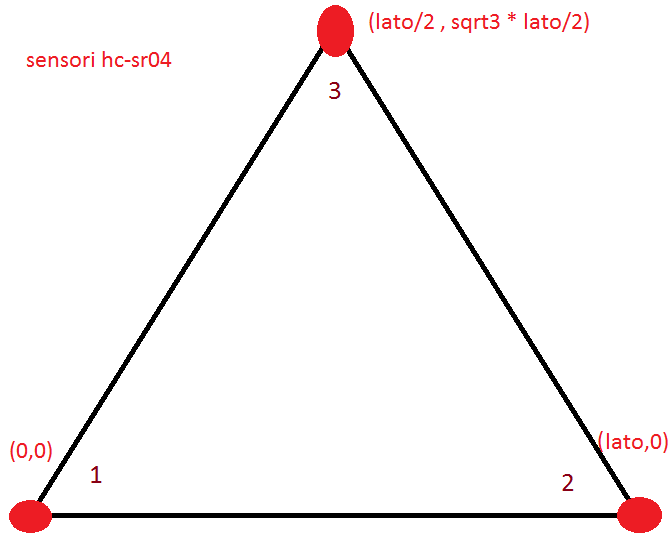 (lato/2 , sqrt3 * lato/2)
sensori hc-sr04
3
(0,0)
(lato,0)
1
2